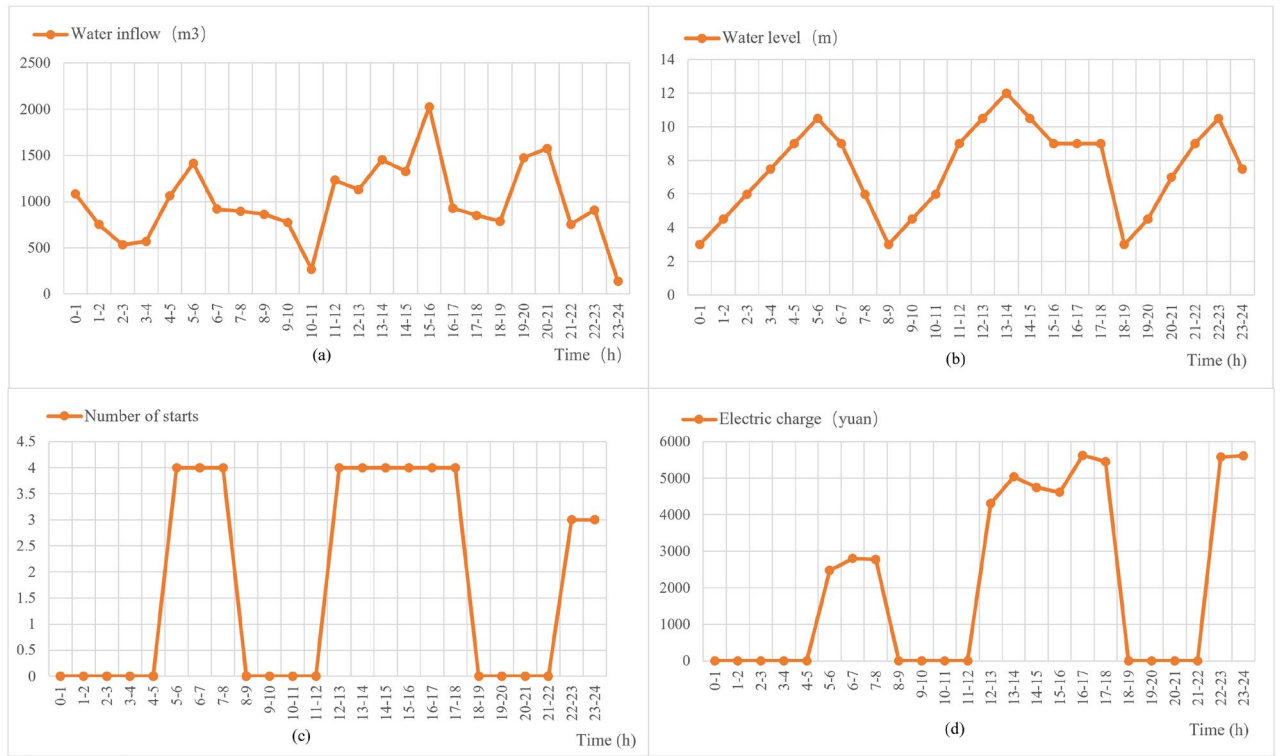 Water inflow（m3）
2500
2000
1500
1000
500
0
0-1 1-2 2-3 3-4 4-5 5-6 6-7 7-8 8-9 9-10 10-11 11-12 12-13 13-14 14-15 15-16 16-17 17-18 18-19 19-20 20-21 21-22 22-23 23-24
(a)
Time（h）
Water level（m）
14
12
10
8
6
4
2
0
0-1 1-2 2-3 3-4 4-5 5-6 6-7 7-8 8-9 9-10 10-11 11-12 12-13 13-14 14-15 15-16 16-17 17-18 18-19 19-20 20-21 21-22 22-23 23-24
(b)
Time (h)
Number of starts
4.5
4
3.5
3
2.5
2
1.5
1
0.5
0
0-1 1-2 2-3 3-4 4-5 5-6 6-7 7-8 8-9 9-10 10-11 11-12 12-13 13-14 14-15 15-16 16-17 17-18 18-19 19-20 20-21 21-22 22-23 23-24
(c)
Time (h)
Electric charge（yuan）
6000
5000
4000
3000
2000
1000
0
0-1 1-2 2-3 3-4 4-5 5-6 6-7 7-8 8-9 9-10 10-11 11-12 12-13 13-14 14-15 15-16 16-17 17-18 18-19 19-20 20-21 21-22 22-23 23-24
(d)
Time (h)